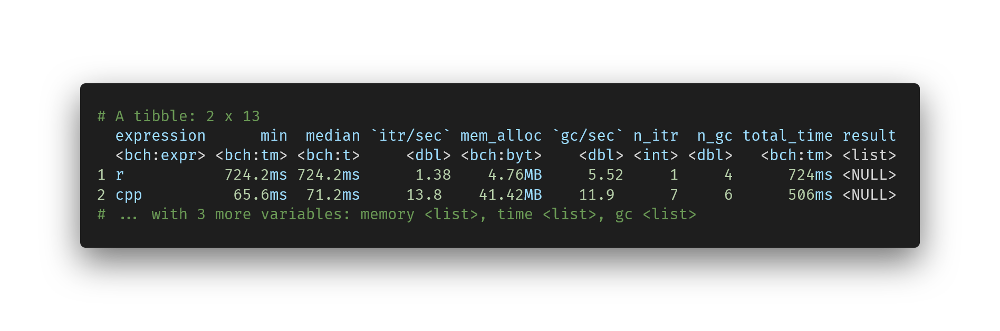 # A tibble: 2 x 13
  expression      min  median `itr/sec` mem_alloc `gc/sec` n_itr  n_gc total_time result
  <bch:expr> <bch:tm> <bch:t>     <dbl> <bch:byt>    <dbl> <int> <dbl>   <bch:tm> <list>
1 r           724.2ms 724.2ms      1.38    4.76MB     5.52     1     4      724ms <NULL>
2 cpp          65.6ms  71.2ms     13.8    41.42MB    11.9      7     6      506ms <NULL>
# ... with 3 more variables: memory <list>, time <list>, gc <list>